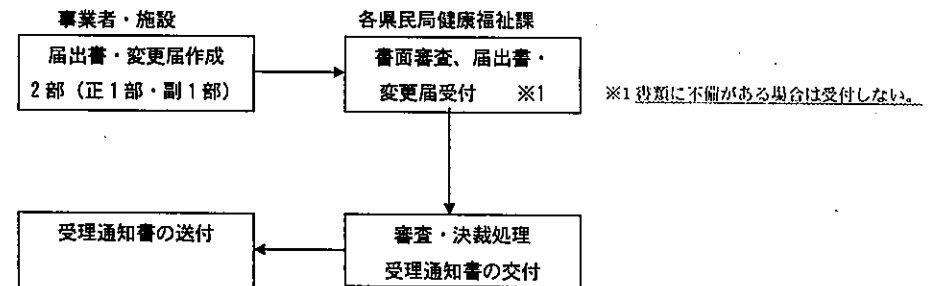 事業者・施設
届出書・変更届作成
2部（正1部・副1部）
各県民局健康福祉課
書面審査、届出書・
変更届受付 ※1
※1 書類に不備がある場合は受付しない。
審査・決裁処理
受理通知書の交付
受理通知書の送付